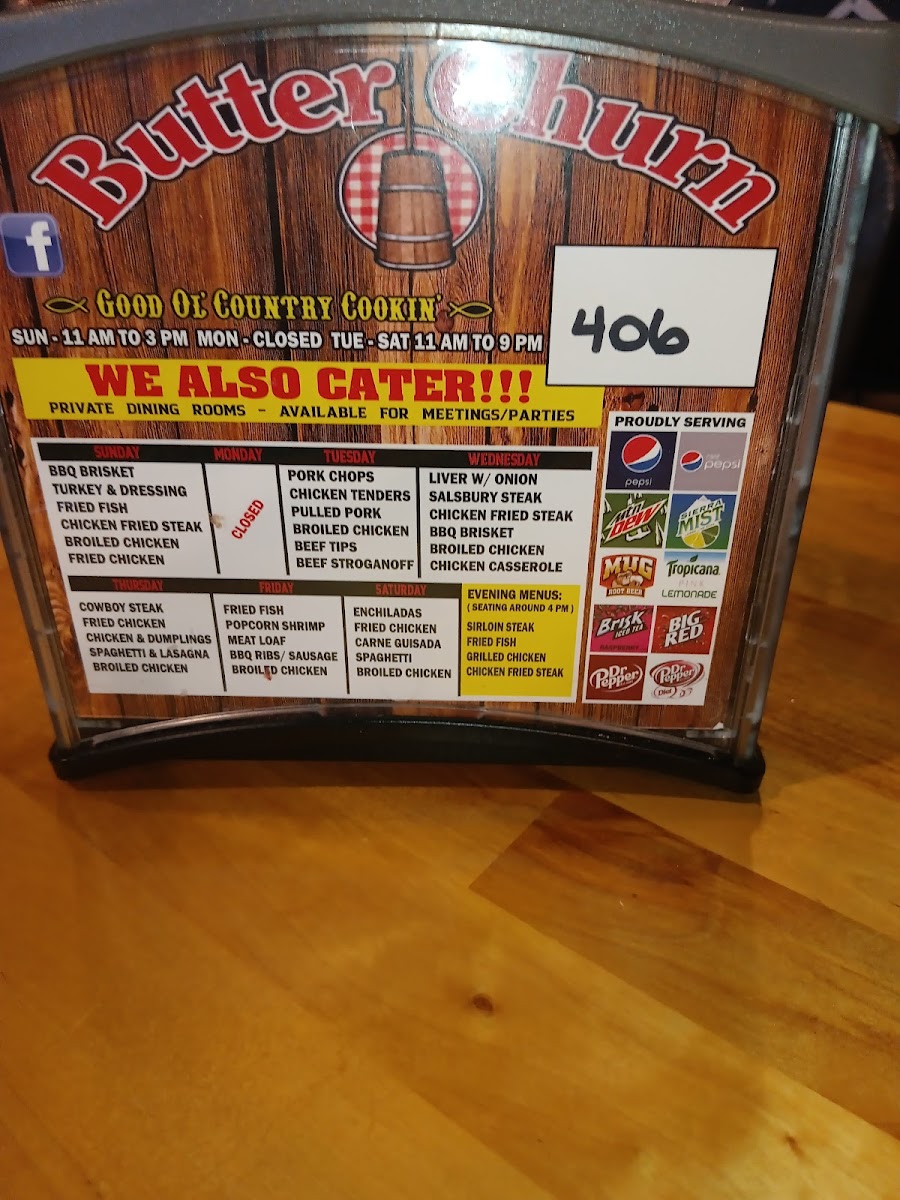 Butter Churn
f
GOOD OL' COUNTRY COOKIN'
SUN - 11 AM TO 3 PM MON - CLOSED TUE - SAT 11 AM TO 9 PM
406
WE ALSO CATER!!!
PRIVATE DINING ROOMS - AVAILABLE FOR MEETINGS/PARTIES
SUNDAY
BBQ BRISKET
TURKEY & DRESSING
FRIED FISH
CHICKEN FRIED STEAK
BROILED CHICKEN
FRIED CHICKEN
MONDAY
CLOSED
TUESDAY
PORK CHOPS
CHICKEN TENDERS
PULLED PORK
BROILED CHICKEN
BEEF TIPS
BEEF STROGANOFF
WEDNESDAY
LIVER W/ ONION
SALSBURY STEAK
CHICKEN FRIED STEAK
BBQ BRISKET
BROILED CHICKEN
CHICKEN CASSEROLE
THURSDAY
COWBOY STEAK
FRIED CHICKEN
CHICKEN & DUMPLINGS
SPAGHETTI & LASAGNA
BROILED CHICKEN
FRIDAY
FRIED FISH
POPCORN SHRIMP
MEAT LOAF
BBQ RIBS/ SAUSAGE
BROILED CHICKEN
SATURDAY
ENCHILADAS
FRIED CHICKEN
CARNE GUISADA
SPAGHETTI
BROILED CHICKEN
EVENING MENUS:
( SEATING AROUND 4 PM )
SIRLOIN STEAK
FRIED FISH
GRILLED CHICKEN
CHICKEN FRIED STEAK
PROUDLY SERVING
pepsi
diet pepsi
Mtn DEW
SIERRA MIST
MUG
ROOT BEER
Tropicana
PINK
LEMONADE
BRISK
ICED TEA
RASPBERRY
BIG RED
Dr Pepper
Dr Pepper
Diet